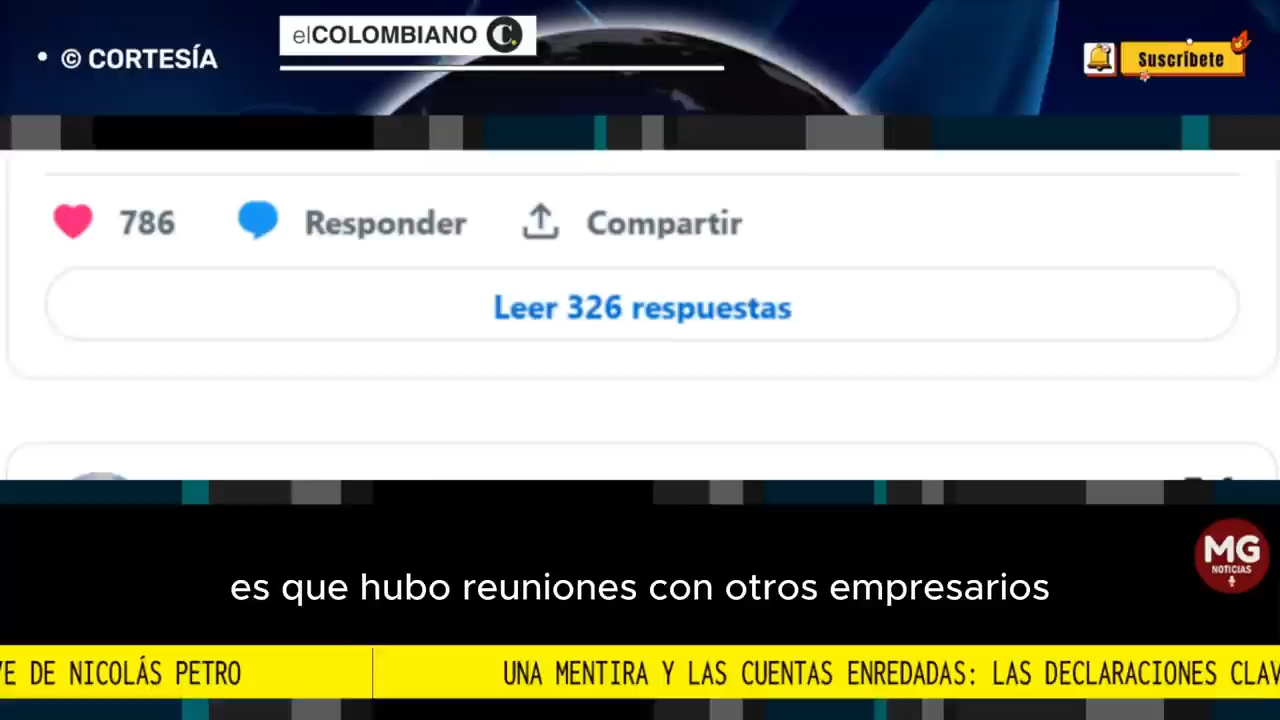 elCOLOMBIANO C.
• © CORTESÍA
Suscríbete
786 Responder Compartir
Leer 326 respuestas
MG
NOTICIAS
es que hubo reuniones con otros empresarios
VE DE NICOLÁS PETRO UNA MENTIRA Y LAS CUENTAS ENREDADAS: LAS DECLARACIONES CLAV